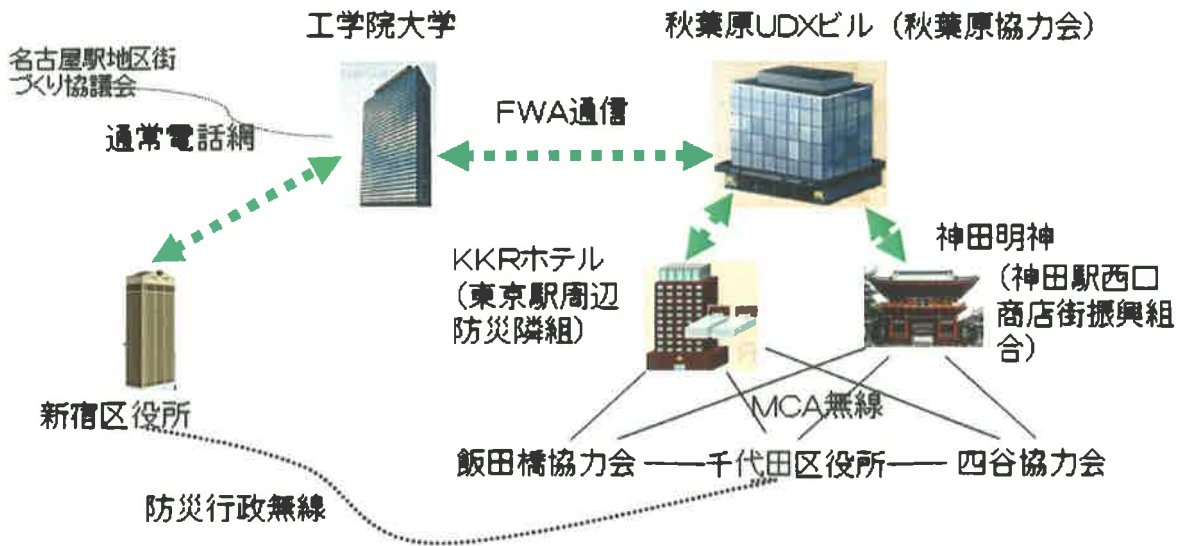 工学院大学
秋葉原UDXビル（秋葉原協力会）
名古屋駅地区街
づくり協議会
FWA通信
通常電話網
神田明神
（神田駅西口
商店街振興組
合）
KKRホテル
（東京駅周辺
防災隣組）
新宿区役所
MCA無線
飯田橋協力会
千代田区役所
四谷協力会
防災行政無線